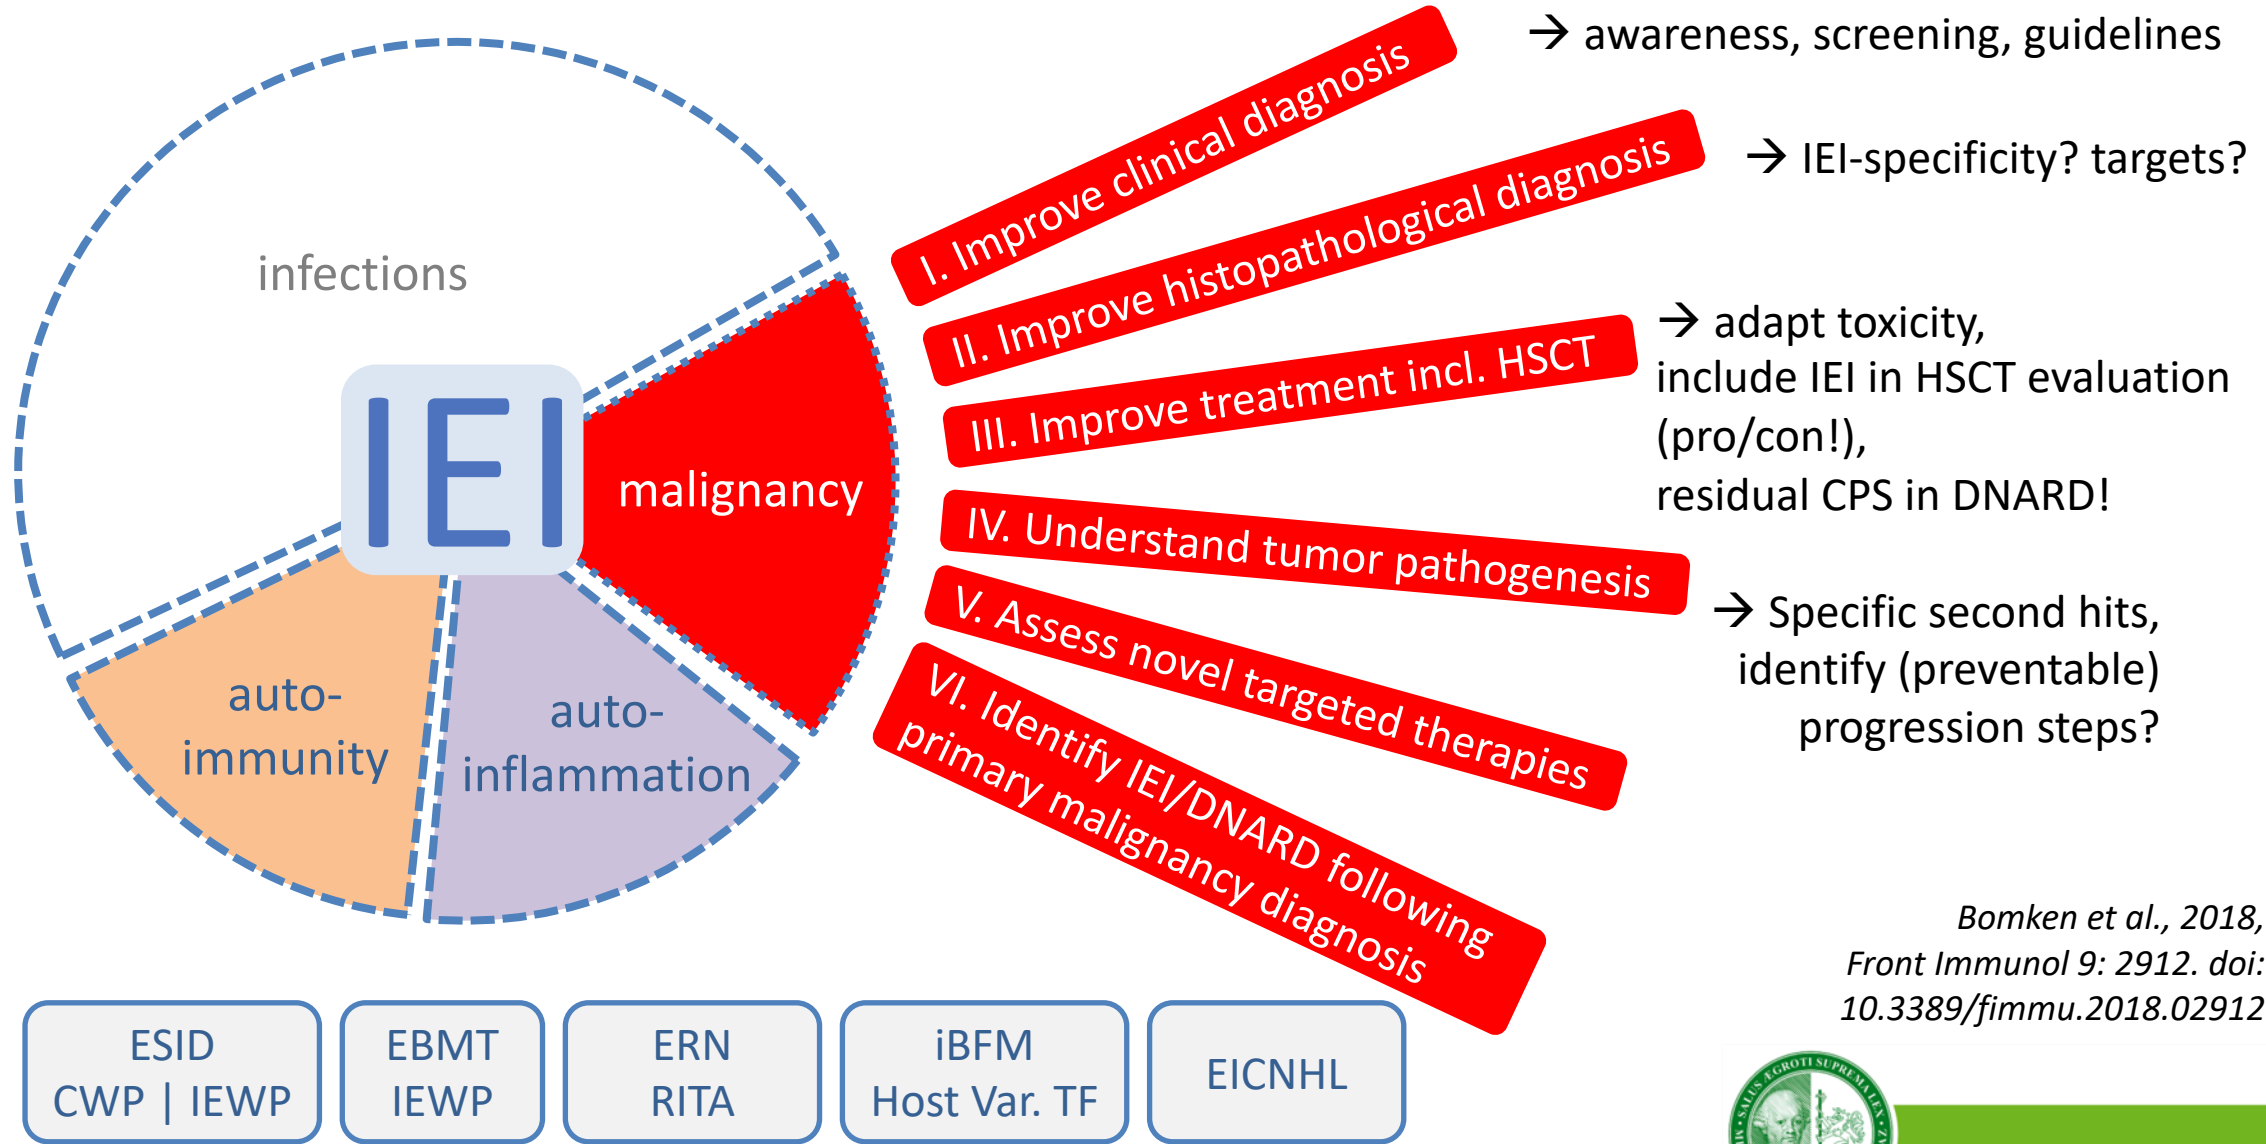 infections
IEI
malignancy
auto-
immunity
auto-
inflammation
I. Improve clinical diagnosis
→ awareness, screening, guidelines
II. Improve histopathological diagnosis
→ IEI-specificity? targets?
III. Improve treatment incl. HSCT
→ adapt toxicity,
include IEI in HSCT evaluation
(pro/con!),
residual CPS in DNARD!
IV. Understand tumor pathogenesis
→ Specific second hits,
identify (preventable)
progression steps?
V. Assess novel targeted therapies
VI. Identify IEI/DNARD following
primary malignancy diagnosis
Bomken et al., 2018,
Front Immunol 9: 2912. doi:
10.3389/fimmu.2018.02912
ESID
CWP | IEWP
EBMT
IEWP
ERN
RITA
iBFM
Host Var. TF
EICNHL
SALUS ÆGROTI SUPREMA LEX